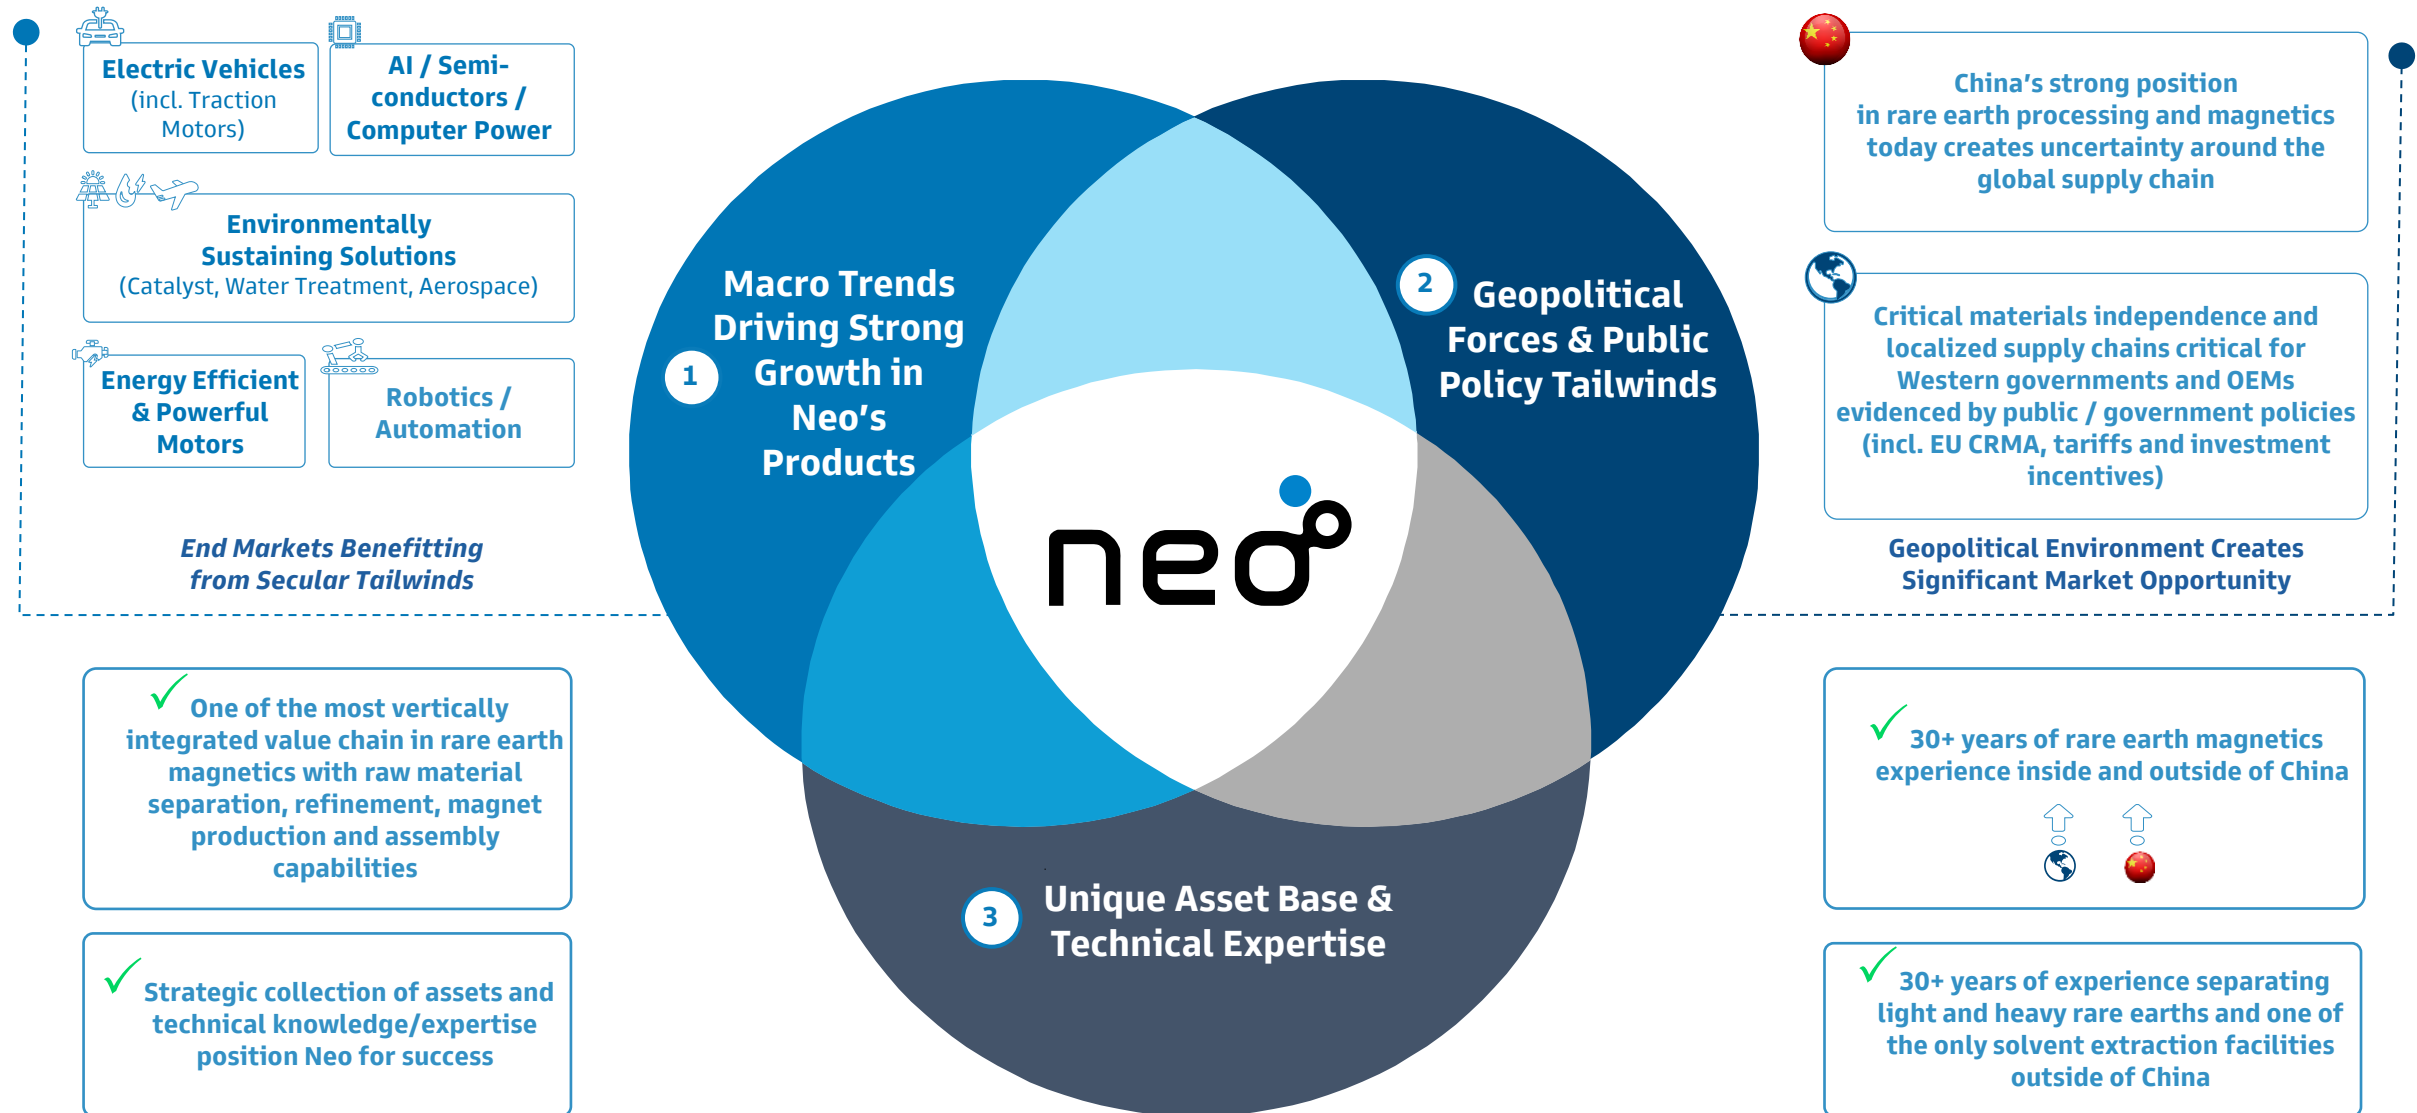 Electric Vehicles
(incl. Traction
Motors)
AI / Semi-
conductors /
Computer Power
Environmentally
Sustaining Solutions
(Catalyst, Water Treatment, Aerospace)
Energy Efficient
& Powerful
Motors
Robotics /
Automation
End Markets Benefitting
from Secular Tailwinds
1
Macro Trends
Driving Strong
Growth in
Neo's
Products
2
Geopolitical
Forces & Public
Policy Tailwinds
neo
3
Unique Asset Base &
Technical Expertise
China's strong position
in rare earth processing and magnetics
today creates uncertainty around the
global supply chain
Critical materials independence and
localized supply chains critical for
Western governments and OEMs
evidenced by public / government policies
(incl. EU CRMA, tariffs and investment
incentives)
Geopolitical Environment Creates
Significant Market Opportunity
One of the most vertically
integrated value chain in rare earth
magnetics with raw material
separation, refinement, magnet
production and assembly
capabilities
Strategic collection of assets and
technical knowledge/expertise
position Neo for success
30+ years of rare earth magnetics
experience inside and outside of China
30+ years of experience separating
light and heavy rare earths and one of
the only solvent extraction facilities
outside of China